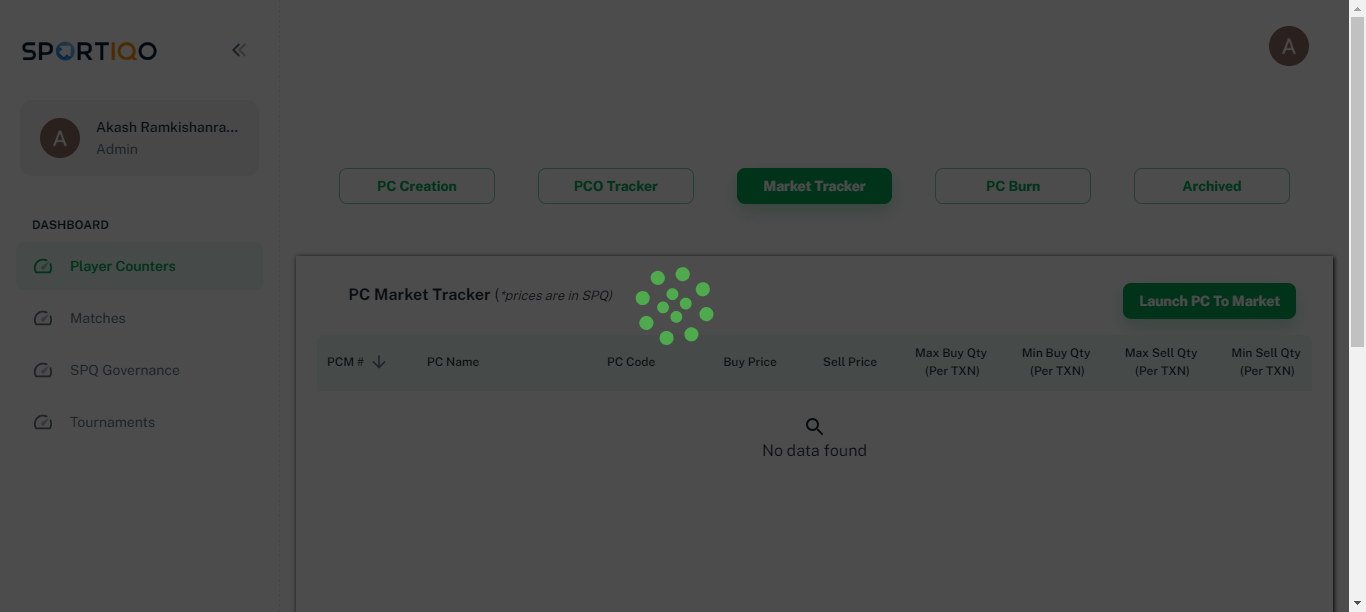 SPORTIQO
A
A
Akash Ramkishanra...
Admin
PC Creation
PCO Tracker
Market Tracker
PC Burn
Archived
DASHBOARD
Player Counters
Matches
SPQ Governance
Tournaments
PC Market Tracker (*prices are in SPQ)
Launch PC To Market
PCM #
PC Name
PC Code
Buy Price
Sell Price
Max Buy Qty
(Per TXN)
Min Buy Qty
(Per TXN)
Max Sell Qty
(Per TXN)
Min Sell Qty
(Per TXN)
No data found